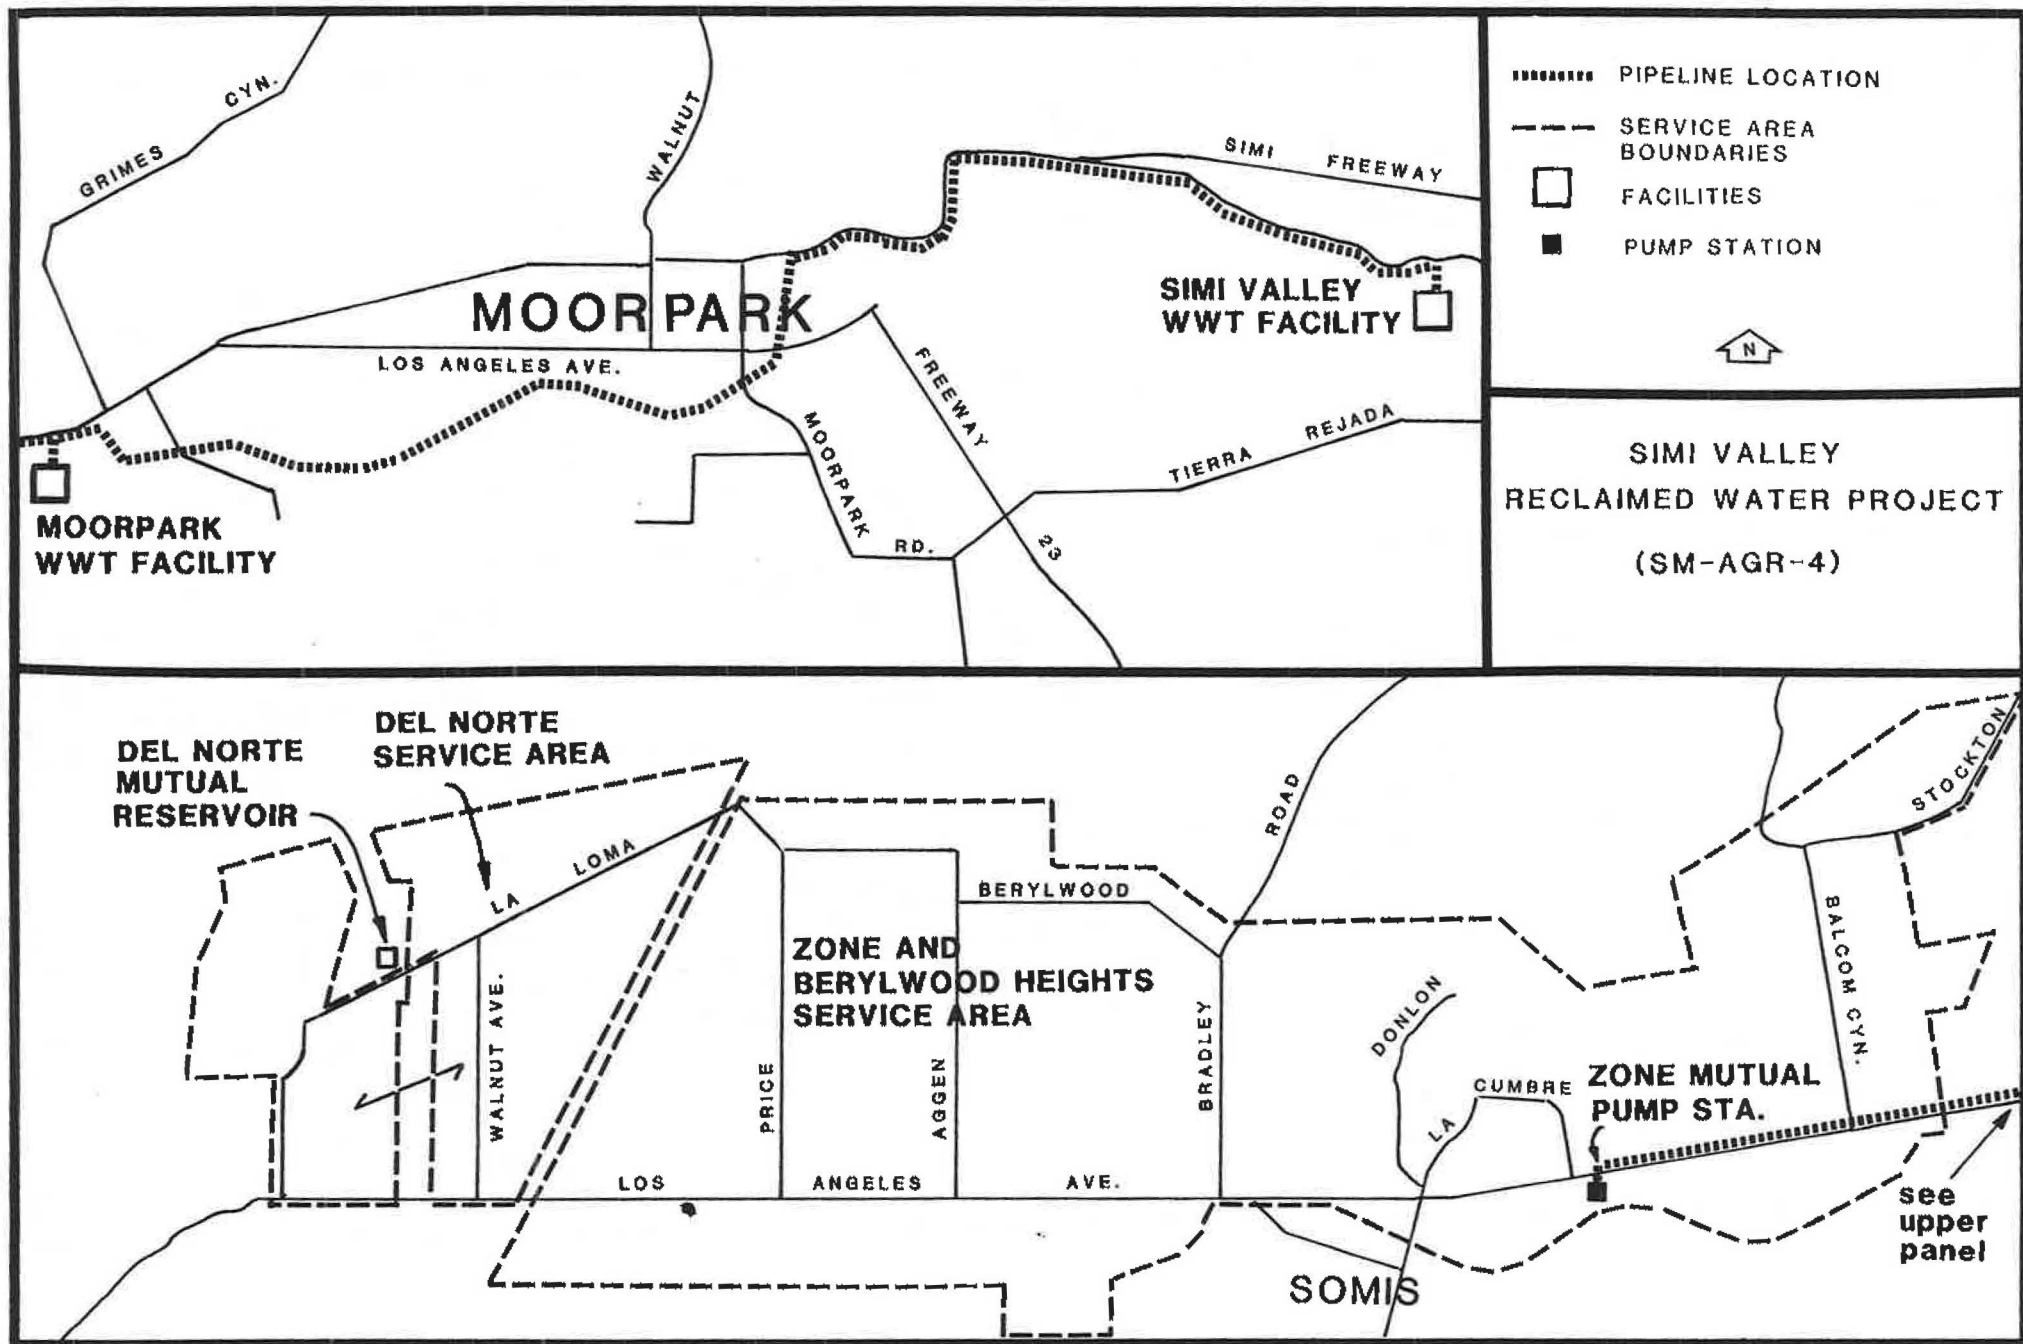 GRIMES CYN.
WALNUT
SIMI FREEWAY
MOORPARK
LOS ANGELES AVE.
SIMI VALLEY
WWT FACILITY
FREEWAY 23
MOORPARK RD.
TIERRA REJADA
MOORPARK
WWT FACILITY
PIPELINE LOCATION
SERVICE AREA
BOUNDARIES
FACILITIES
PUMP STATION
N
SIMI VALLEY
RECLAIMED WATER PROJECT
(SM-AGR-4)
DEL NORTE
MUTUAL
RESERVOIR
DEL NORTE
SERVICE AREA
LA LOMA
WALNUT AVE.
BERYLWOOD
ROAD
ZONE AND
BERYLWOOD HEIGHTS
SERVICE AREA
PRICE
AGGEN
BRADLEY
DONLON
LA CUMBRE
STOCKTON
BALCOM CYN.
ZONE MUTUAL
PUMP STA.
LOS ANGELES AVE.
SOMIS
see
upper
panel